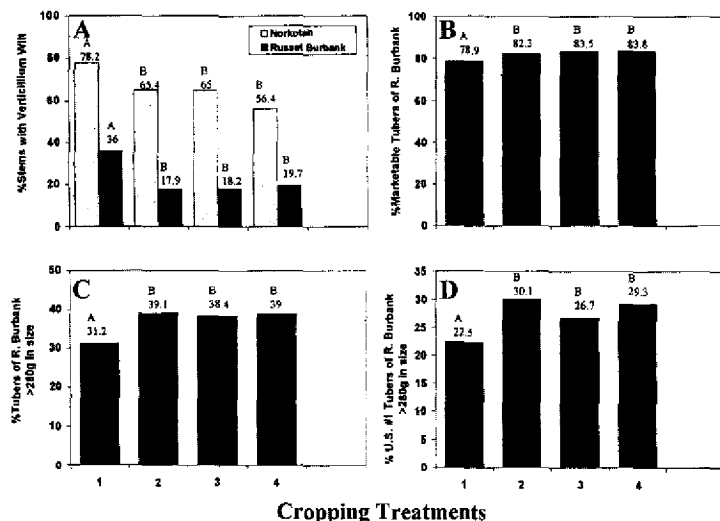 A
Norkotah
Russet Burbank
%Stems with Verticillium Wilt
100
80
60
40
20
0
A
78.2
A
36
B
65.4
B
17.9
B
65
B
18.2
B
56.4
B
19.7
B
%Marketable Tubers of R. Burbank
100
80
60
40
20
0
A
78.9
B
82.3
B
83.5
B
83.8
C
%Tubers of R. Burbank
>280g in size
50
40
30
20
10
0
A
31.2
B
39.1
B
38.4
B
39
1 2 3 4
D
% U.S. #1 Tubers of R. Burbank
>280g in size
35
30
25
20
15
10
5
0
A
22.5
B
30.1
B
26.7
B
29.3
1 2 3 4
Cropping Treatments